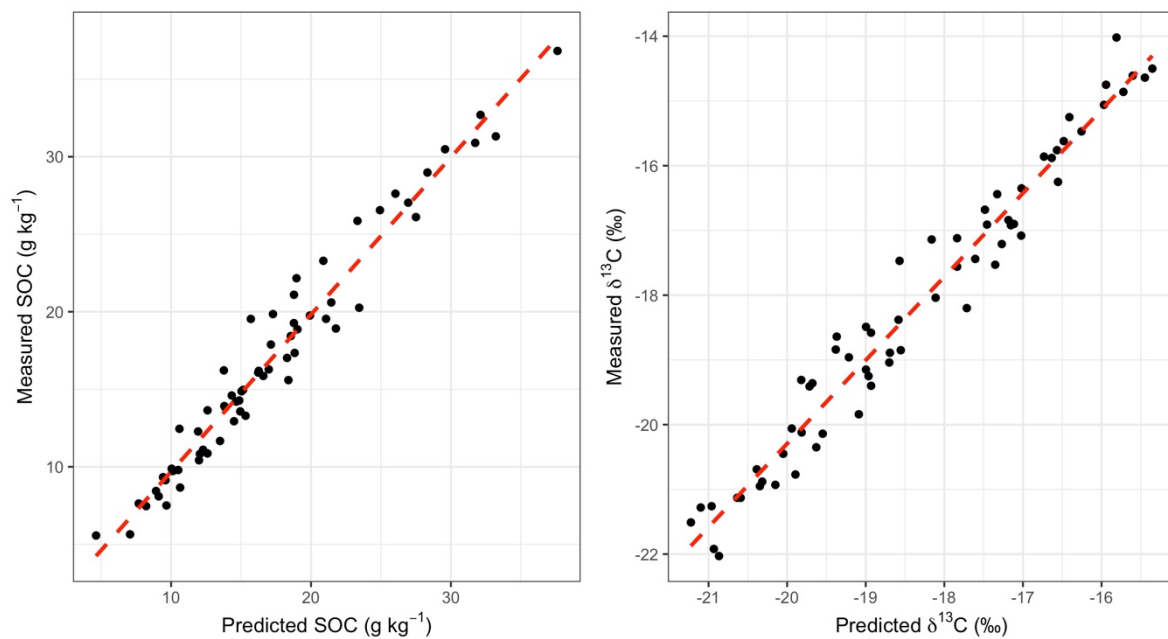 Measured SOC (g kg⁻¹)
30
20
10
10 20 30
Predicted SOC (g kg⁻¹)
Measured δ¹³C (‰)
-14
-16
-18
-20
-22
-21 -20 -19 -18 -17 -16
Predicted δ¹³C (‰)